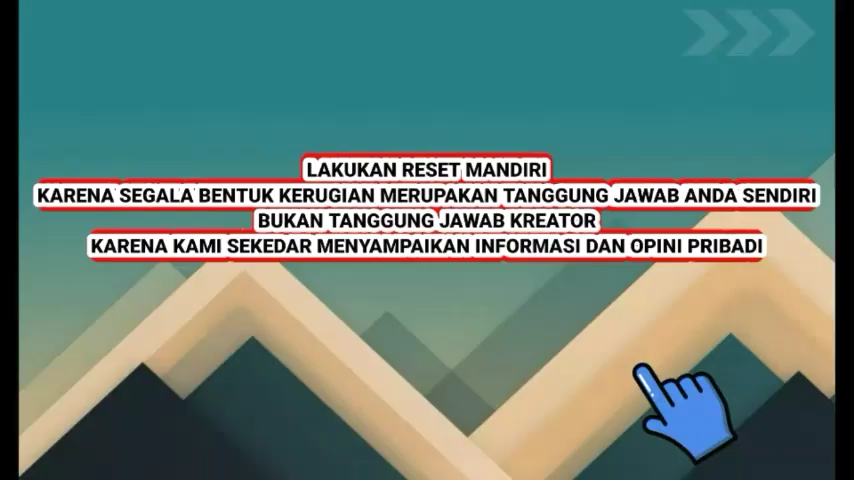 LAKUKAN RESET MANDIRI
KARENA SEGALA BENTUK KERUGIAN MERUPAKAN TANGGUNG JAWAB ANDA SENDIRI
BUKAN TANGGUNG JAWAB KREATOR
KARENA KAMI SEKEDAR MENYAMPAIKAN INFORMASI DAN OPINI PRIBADI